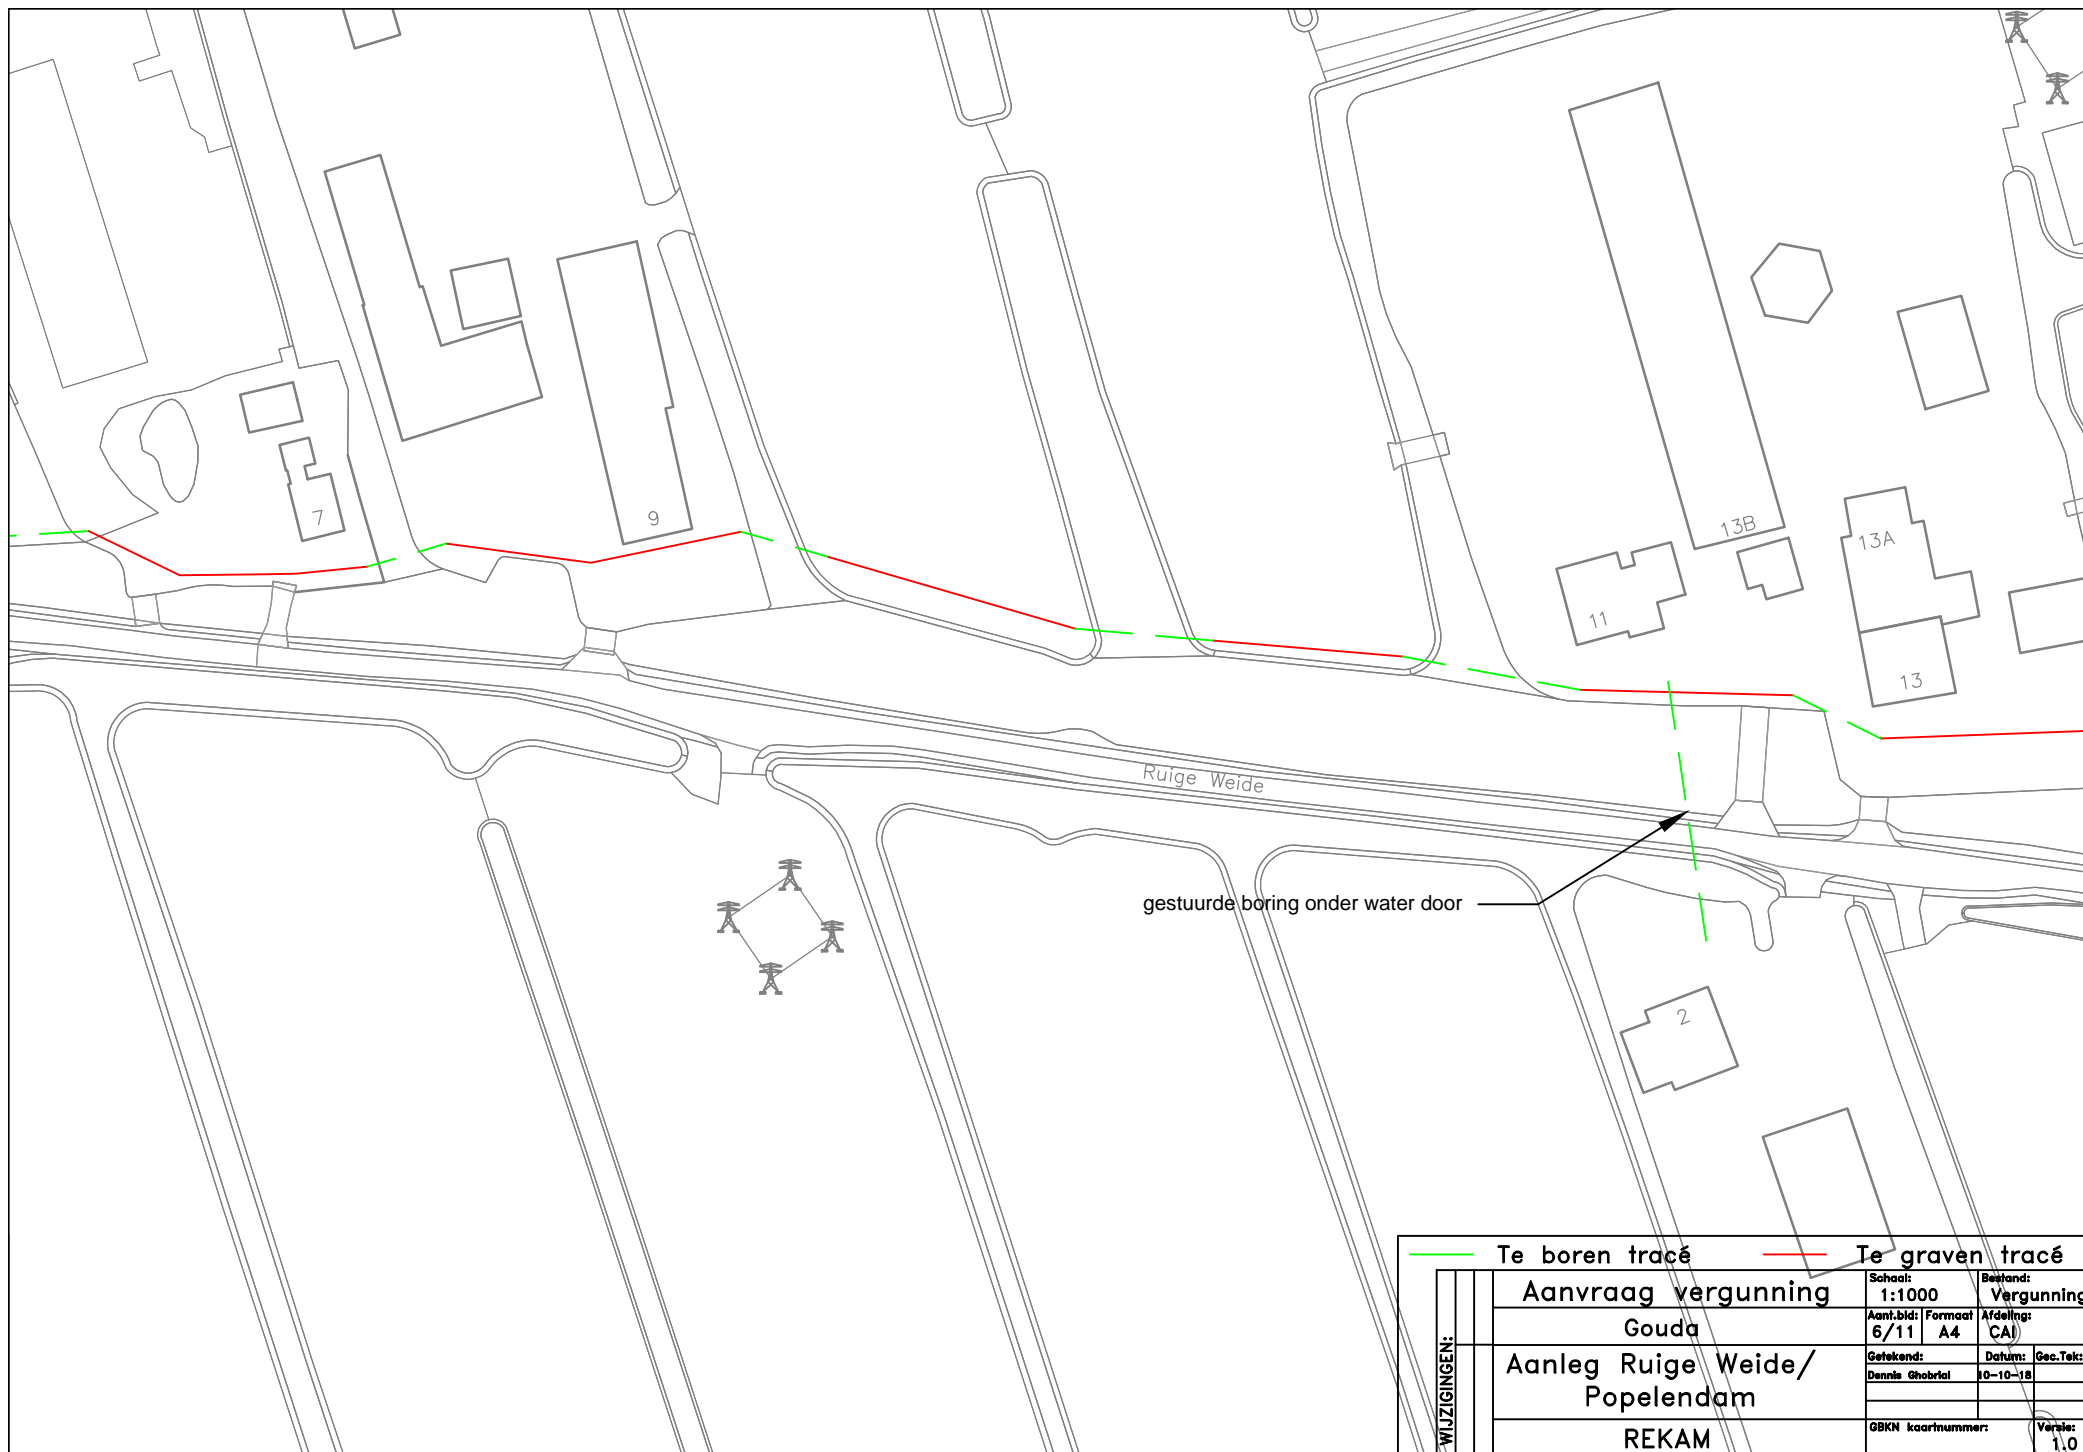 7
9
13B
13A
11
13
Ruige Weide
gestuurde boring onder water door
2
Te boren tracé
Te graven tracé
WIJZIGINGEN:
Aanvraag vergunning
Schaal:
1:1000
Bestand:
Vergunning
Gouda
Aant.bld:
6/11
Formaat
A4
Afdeling:
CAI
Aanleg Ruige Weide/
Popelendam
Getekend:
Dennis Ghobrial
Datum:
10-10-18
Gec.Tek:
REKAM
GBKN kaartnummer:
Versie:
1.0